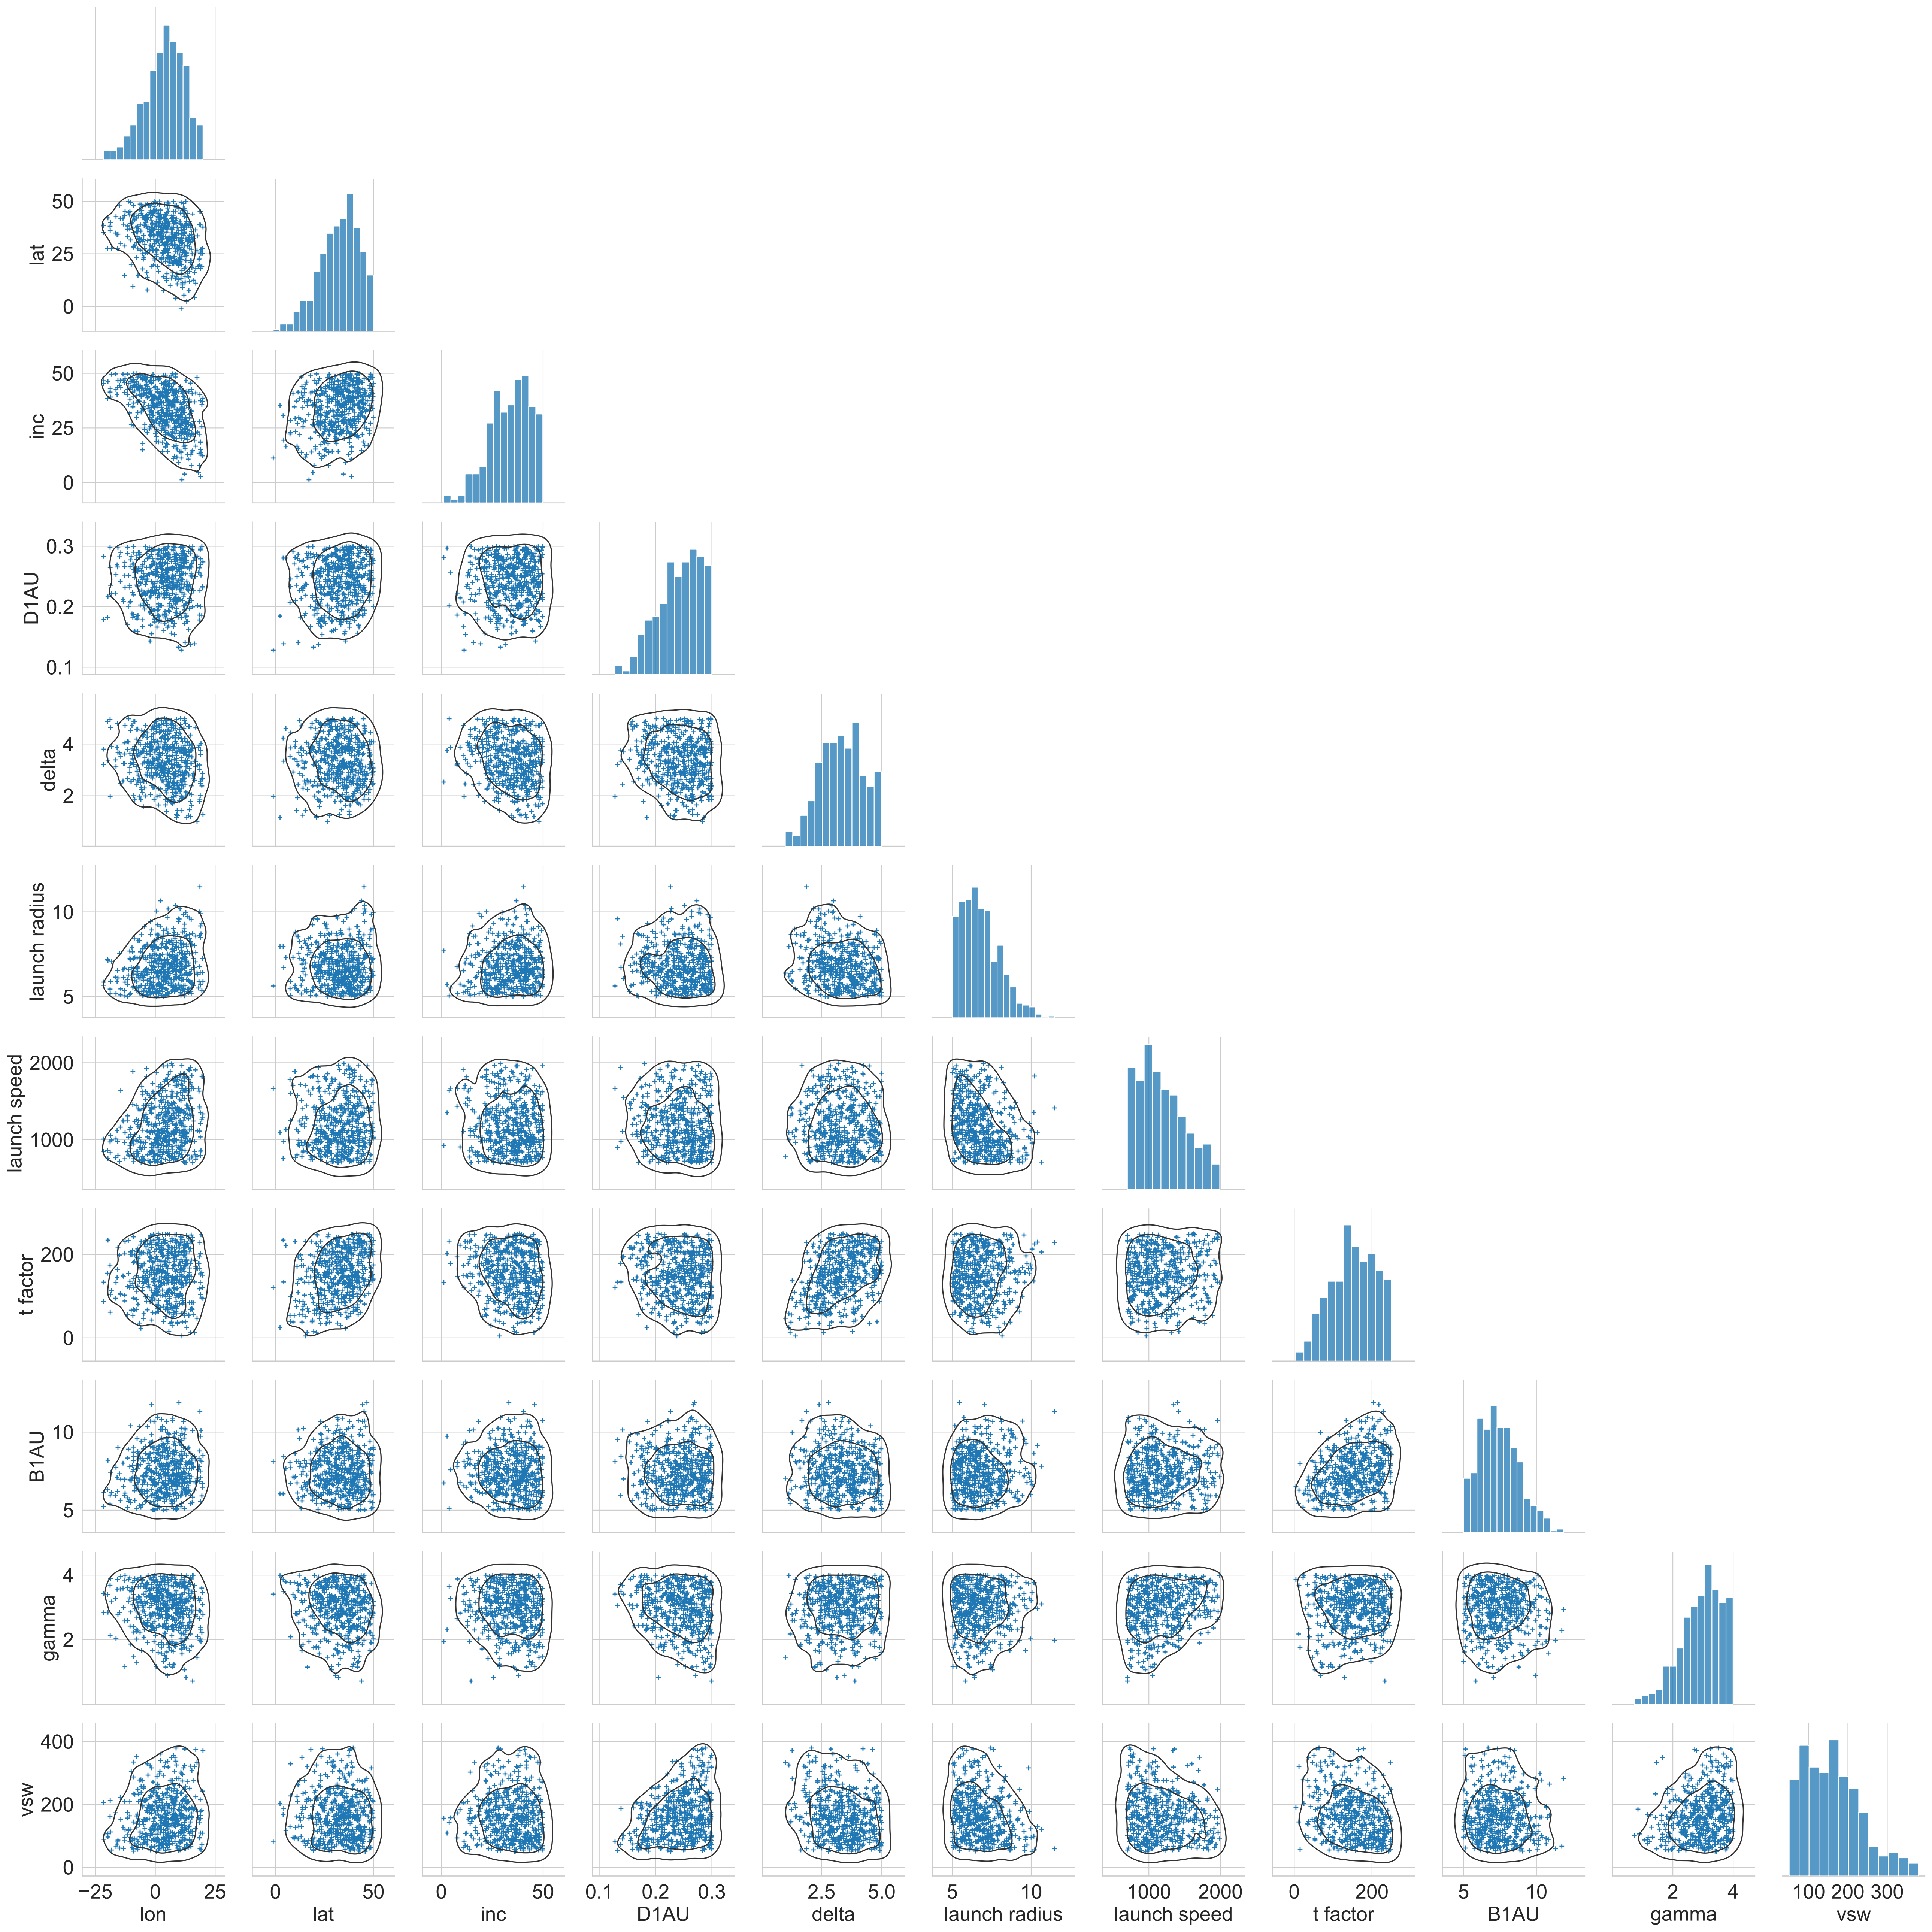 50
25
0
lat
50
25
0
inc
0.3
0.2
0.1
D1AU
4
2
delta
10
5
launch radius
2000
1000
launch speed
200
0
t factor
10
5
B1AU
4
2
gamma
400
200
0
vsw
−25 0 25 0 50 0 50 0.1 0.2 0.3 2.5 5.0 5 10 1000 2000 0 200 5 10 2 4 100 200 300
lon lat inc D1AU delta launch radius launch speed t factor B1AU gamma vsw